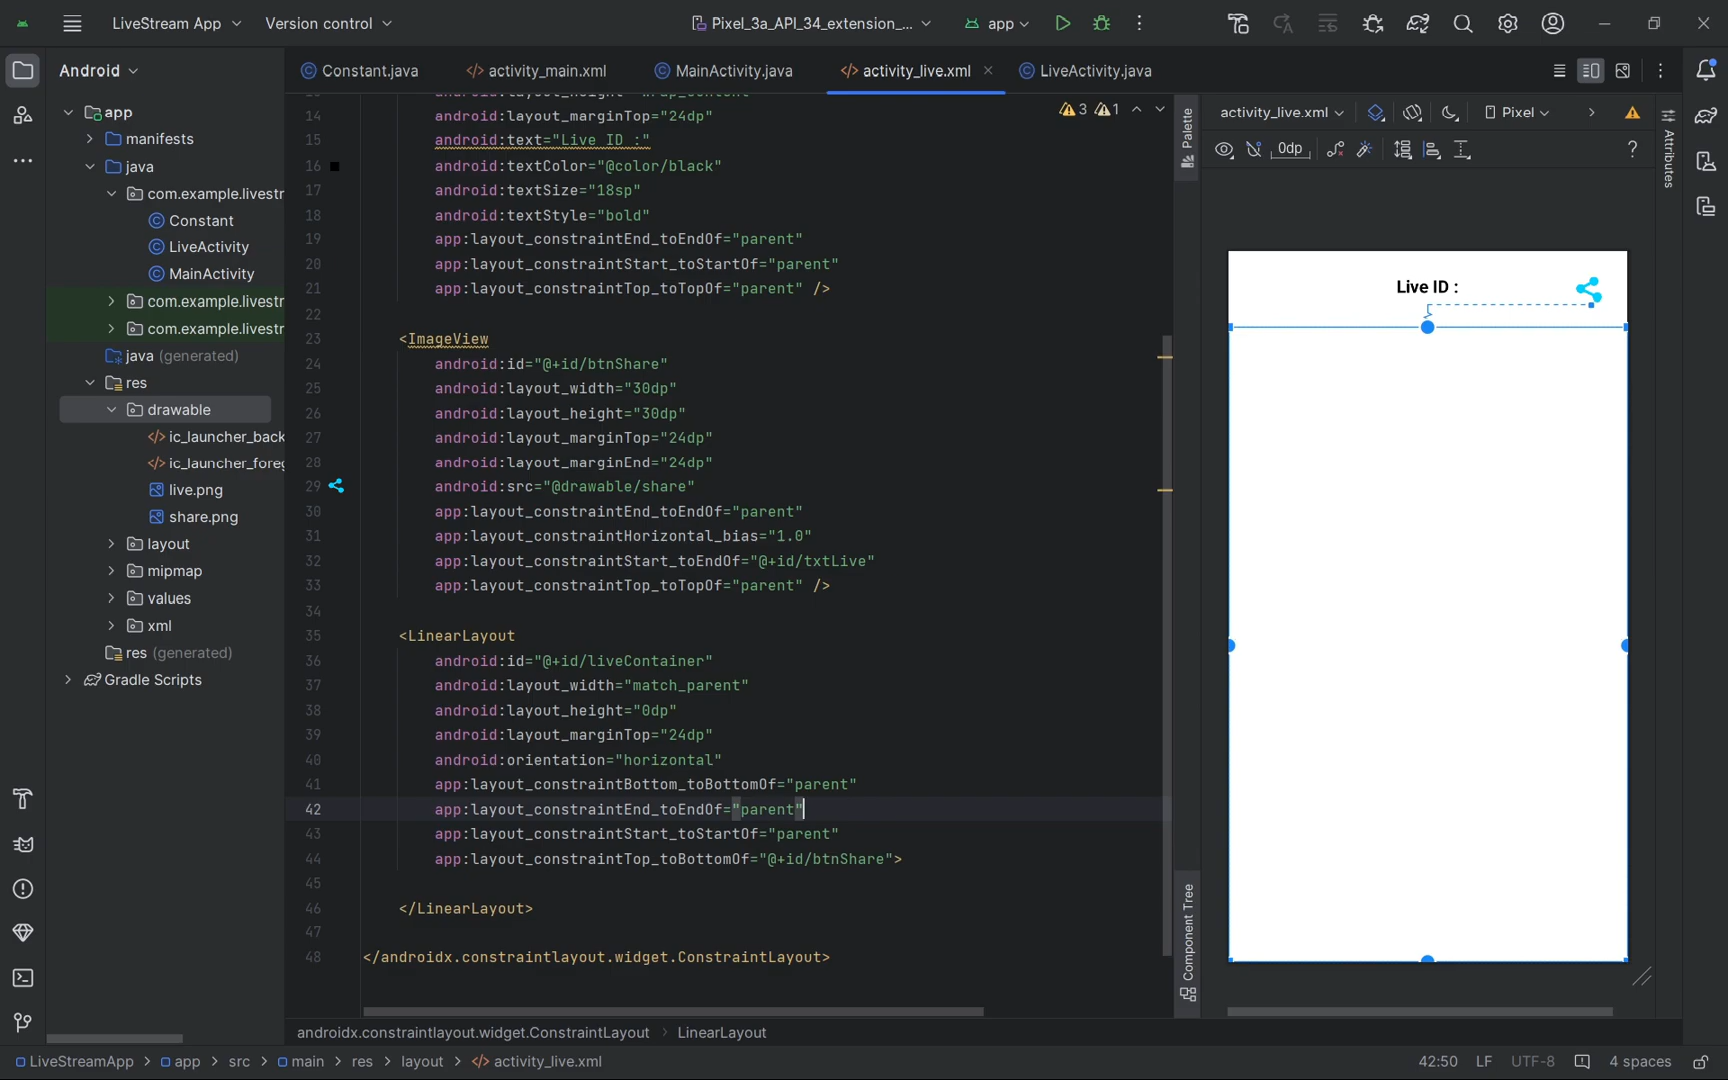 LiveStream App
Version control
Pixel_3a_API_34_extension_...
app
Android
Constant.java
activity_main.xml
MainActivity.java
activity_live.xml
LiveActivity.java
app
manifests
java
com.example.livestr
Constant
LiveActivity
MainActivity
com.example.livestr
com.example.livestr
java (generated)
res
drawable
ic_launcher_back
ic_launcher_foreg
live.png
share.png
layout
mipmap
values
xml
res (generated)
Gradle Scripts
14 android:layout_marginTop="24dp"
15 android:text="Live ID :"
16 android:textColor="@color/black"
17 android:textSize="18sp"
18 android:textStyle="bold"
19 app:layout_constraintEnd_toEndOf="parent"
20 app:layout_constraintStart_toStartOf="parent"
21 app:layout_constraintTop_toTopOf="parent" />
22
23 <ImageView
24 android:id="@+id/btnShare"
25 android:layout_width="30dp"
26 android:layout_height="30dp"
27 android:layout_marginTop="24dp"
28 android:layout_marginEnd="24dp"
29 android:src="@drawable/share"
30 app:layout_constraintEnd_toEndOf="parent"
31 app:layout_constraintHorizontal_bias="1.0"
32 app:layout_constraintStart_toEndOf="@+id/txtLive"
33 app:layout_constraintTop_toTopOf="parent" />
34
35 <LinearLayout
36 android:id="@+id/liveContainer"
37 android:layout_width="match_parent"
38 android:layout_height="0dp"
39 android:layout_marginTop="24dp"
40 android:orientation="horizontal"
41 app:layout_constraintBottom_toBottomOf="parent"
42 app:layout_constraintEnd_toEndOf="parent"
43 app:layout_constraintStart_toStartOf="parent"
44 app:layout_constraintTop_toBottomOf="@+id/btnShare">
45
46 </LinearLayout>
47
48 </androidx.constraintlayout.widget.ConstraintLayout>
3
1
Palette
Component Tree
activity_live.xml
Pixel
0dp
?
Attributes
Live ID :
androidx.constraintlayout.widget.ConstraintLayout > LinearLayout
LiveStreamApp > app > src > main > res > layout > activity_live.xml
42:50 LF UTF-8 4 spaces